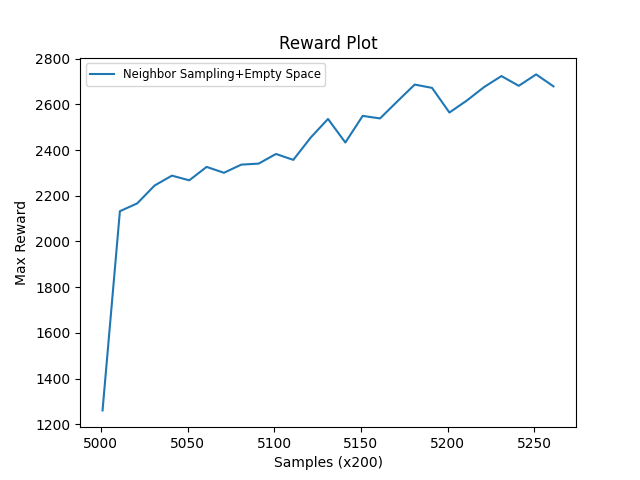 Reward Plot
Neighbor Sampling+Empty Space
Max Reward
2800
2600
2400
2200
2000
1800
1600
1400
1200
5000 5050 5100 5150 5200 5250
Samples (x200)